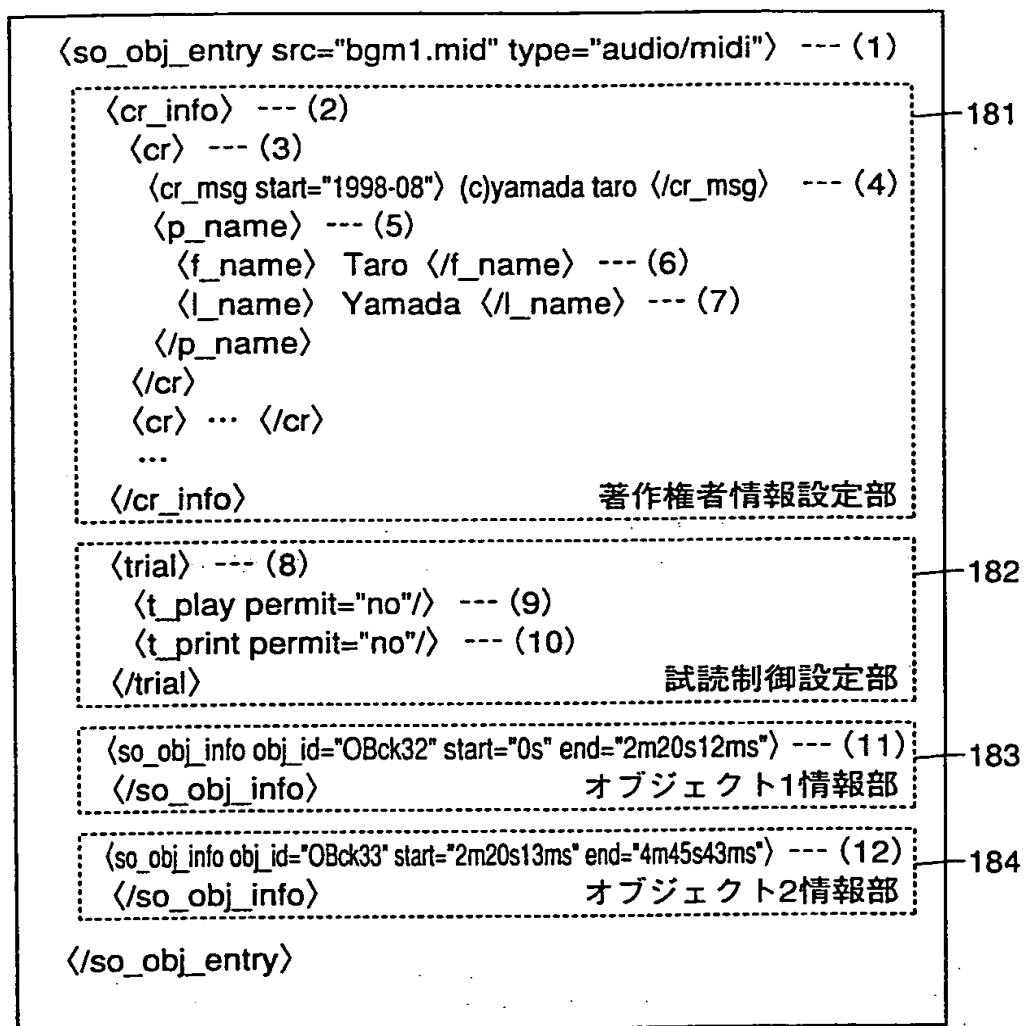 〈so_obj_entry src="bgm1.mid" type="audio/midi"〉 --- (1)
〈cr_info〉 --- (2)
181
〈cr〉 --- (3)
〈cr_msg start="1998-08"〉 (c)yamada taro 〈/cr_msg〉 --- (4)
〈p_name〉 --- (5)
〈f_name〉 Taro 〈/f_name〉 --- (6)
〈l_name〉 Yamada 〈/l_name〉 --- (7)
〈/p_name〉
〈/cr〉
〈cr〉 … 〈/cr〉
…
〈/cr_info〉 著作権者情報設定部
〈trial〉 --- (8)
182
〈t_play permit="no"/〉 --- (9)
〈t_print permit="no"/〉 --- (10)
〈/trial〉 試読制御設定部
〈so_obj_info obj_id="OBck32" start="0s" end="2m20s12ms"〉 --- (11)
183
〈/so_obj_info〉 オブジェクト1情報部
〈so_obj_info obj_id="OBck33" start="2m20s13ms" end="4m45s43ms"〉 --- (12)
184
〈/so_obj_info〉 オブジェクト2情報部
〈/so_obj_entry〉